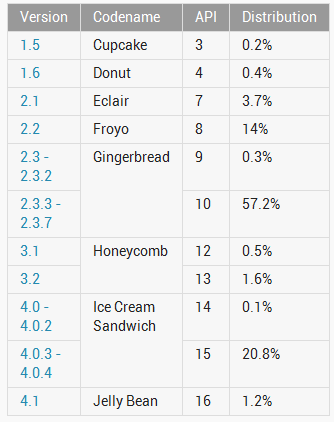 Version Codename API Distribution
1.5 Cupcake 3 0.2%
1.6 Donut 4 0.4%
2.1 Eclair 7 3.7%
2.2 Froyo 8 14%
2.3 - Gingerbread 9 0.3%
2.3.2
2.3.3 - 10 57.2%
2.3.7
3.1 Honeycomb 12 0.5%
3.2 13 1.6%
4.0 - Ice Cream 14 0.1%
4.0.2 Sandwich
4.0.3 - 15 20.8%
4.0.4
4.1 Jelly Bean 16 1.2%